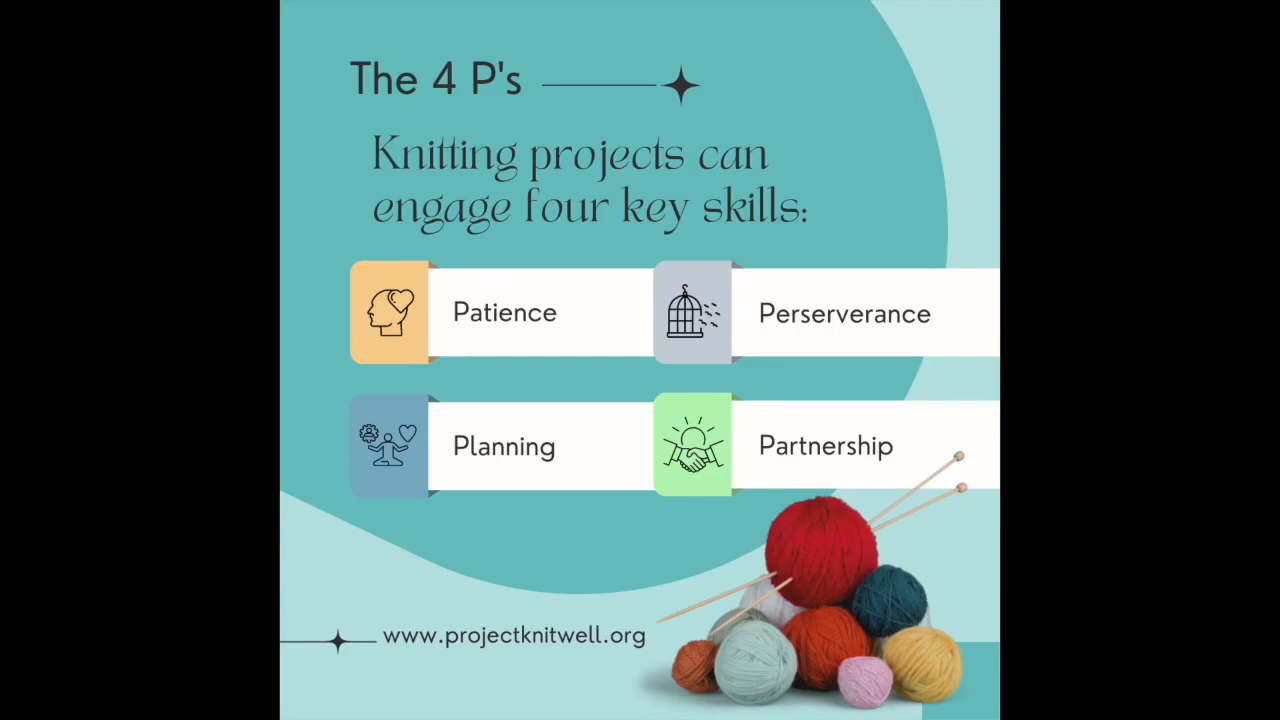 The 4 P's
Knitting projects can
engage four key skills:
Patience
Perserverance
Planning
Partnership
www.projectknitwell.org